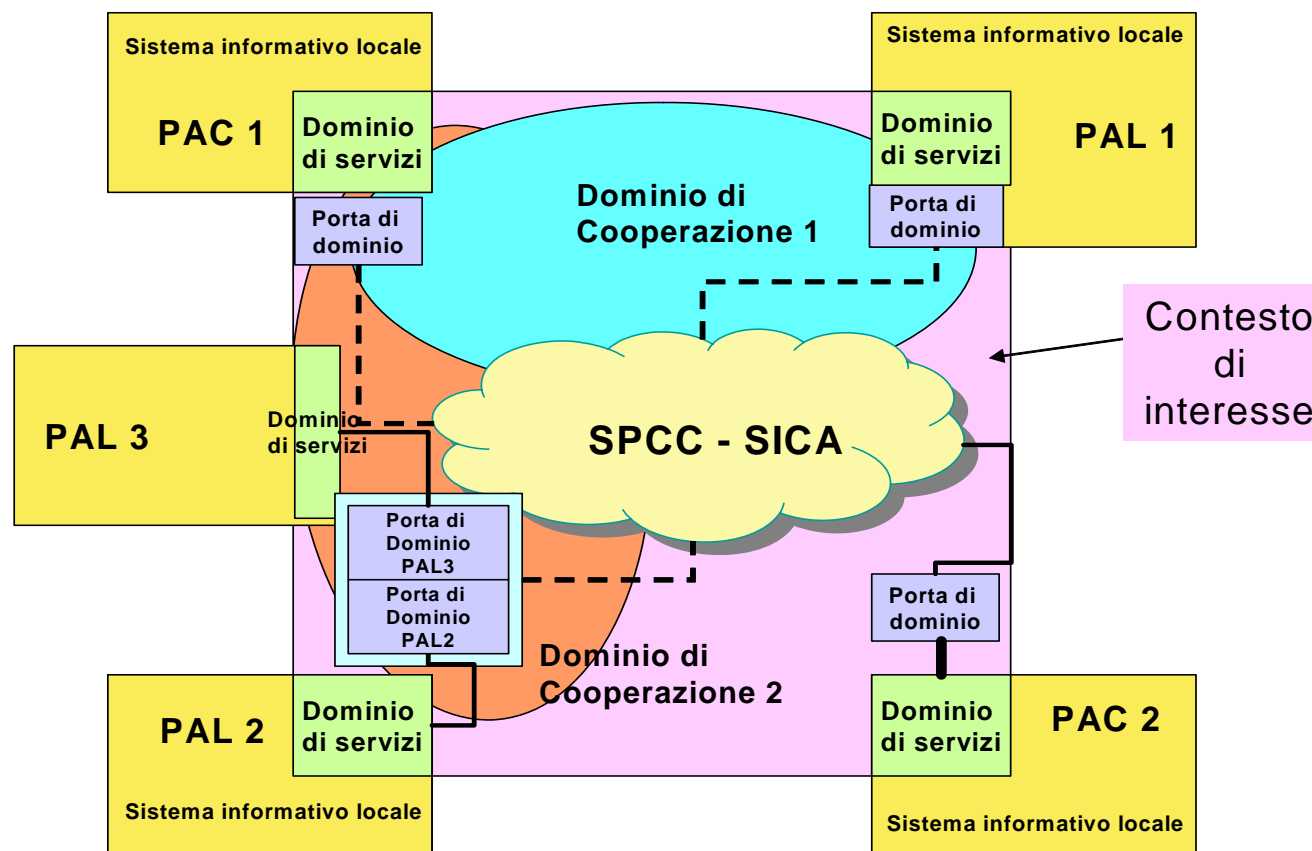 Sistema informativo locale
PAC 1
Dominio
di servizi
Porta di
dominio
Sistema informativo locale
PAL 1
Dominio
di servizi
Porta di
dominio
Dominio di
Cooperazione 1
Contesto
di
interesse
PAL 3
Dominio
di servizi
SPCC - SICA
Porta di
Dominio
PAL3
Porta di
Dominio
PAL2
Porta di
dominio
Dominio di
Cooperazione 2
PAL 2
Dominio
di servizi
Sistema informativo locale
Dominio
di servizi
PAC 2
Sistema informativo locale